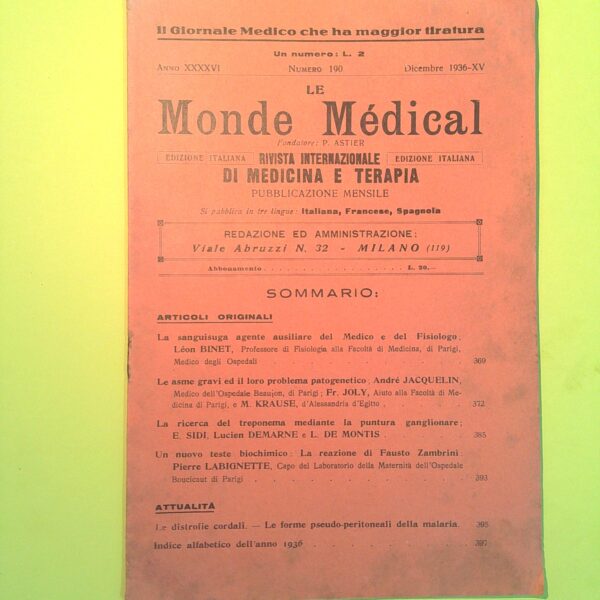 Il Giornale Medico che ha maggior tiratura
Un numero: L. 2
Anno XXXXVI Numero 190 Dicembre 1936-XV
LE
Monde Médical
Fondatore: P. ASTIER
EDIZIONE ITALIANA RIVISTA INTERNAZIONALE EDIZIONE ITALIANA
DI MEDICINA E TERAPIA
PUBBLICAZIONE MENSILE
Si pubblica in tre lingue: Italiana, Francese, Spagnola
REDAZIONE ED AMMINISTRAZIONE:
Viale Abruzzi N. 32 - MILANO (119)
Abbonamento . . . . . . . . . . . . . . . . . . . . L. 20.—
SOMMARIO:
ARTICOLI ORIGINALI
La sanguisuga agente ausiliare del Medico e del Fisiologo;
Léon BINET, Professore di Fisiologia alla Facoltà di Medicina, di Parigi,
Medico degli Ospedali . . . . . . . . . . . . . 369
Le asme gravi ed il loro problema patogenetico; André JACQUELIN,
Medico dell'Ospedale Beaujon, di Parigi; Fr. JOLY, Aiuto alla Facoltà di Me-
dicina di Parigi, e M. KRAUSE, d'Alessandria d'Egitto . . . . . 372
La ricerca del treponema mediante la puntura ganglionare;
E. SIDI, Lucien DEMARNE e L. DE MONTIS . . . . . . 385
Un nuovo teste biochimico: La reazione di Fausto Zambrini;
Pierre LABIGNETTE, Capo del Laboratorio della Maternità dell'Ospedale
Boucicaut di Parigi . . . . . . . . . . . . . 393
ATTUALITÀ
Le distrofie cordali. — Le forme pseudo-peritoneali della malaria. 395
Indice alfabetico dell'anno 1936 . . . . . . . . . . 397